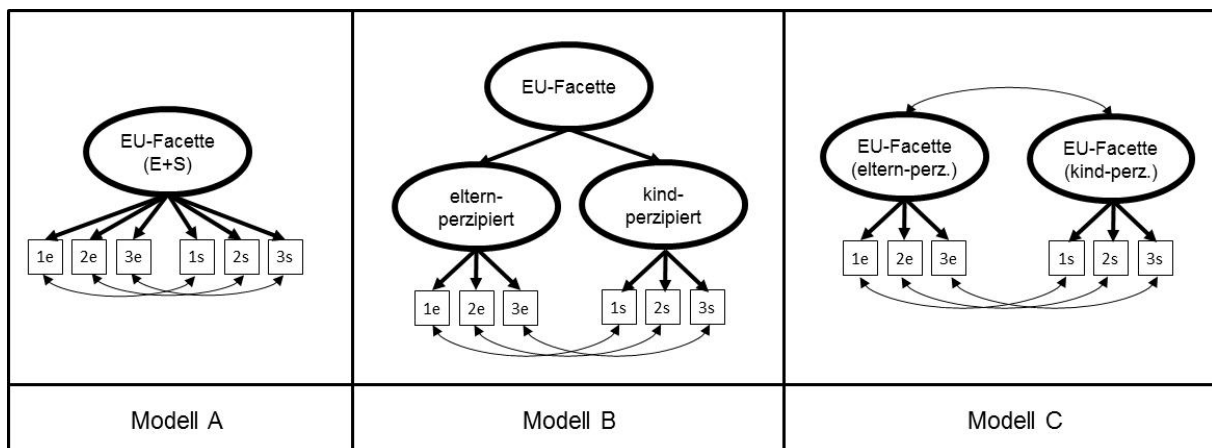 EU-Facette
(E+S)
1e 2e 3e 1s 2s 3s
Modell A
EU-Facette
eltern-
perzipiert
kind-
perzipiert
1e 2e 3e 1s 2s 3s
Modell B
EU-Facette
(eltern-perz.)
EU-Facette
(kind-perz.)
1e 2e 3e 1s 2s 3s
Modell C